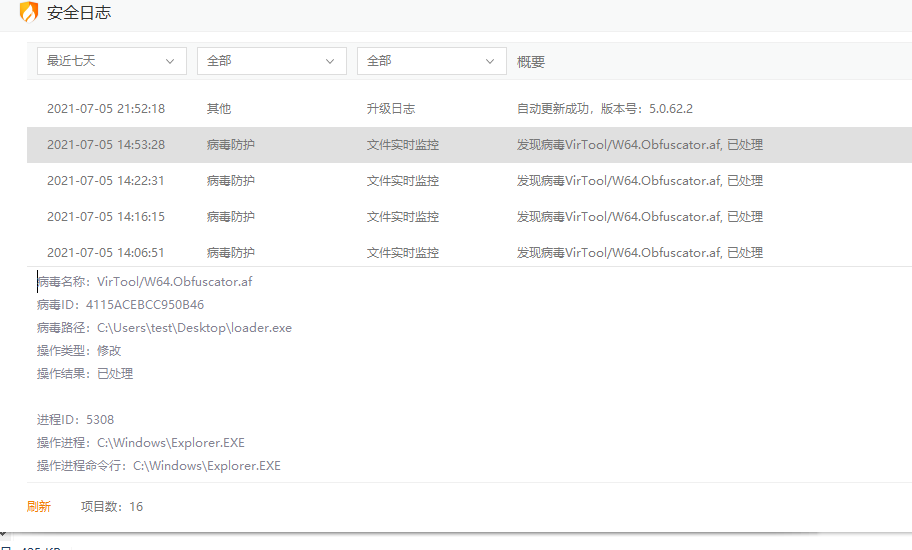 安全日志
最近七天 全部 全部 概要
2021-07-05 21:52:18 其他 升级日志 自动更新成功，版本号：5.0.62.2
2021-07-05 14:53:28 病毒防护 文件实时监控 发现病毒VirTool/W64.Obfuscator.af, 已处理
2021-07-05 14:22:31 病毒防护 文件实时监控 发现病毒VirTool/W64.Obfuscator.af, 已处理
2021-07-05 14:16:15 病毒防护 文件实时监控 发现病毒VirTool/W64.Obfuscator.af, 已处理
2021-07-05 14:06:51 病毒防护 文件实时监控 发现病毒VirTool/W64.Obfuscator.af, 已处理
病毒名称：VirTool/W64.Obfuscator.af
病毒ID：4115ACEBCC950B46
病毒路径：C:\Users\test\Desktop\loader.exe
操作类型：修改
操作结果：已处理
进程ID：5308
操作进程：C:\Windows\Explorer.EXE
操作进程命令行：C:\Windows\Explorer.EXE
刷新 项目数：16